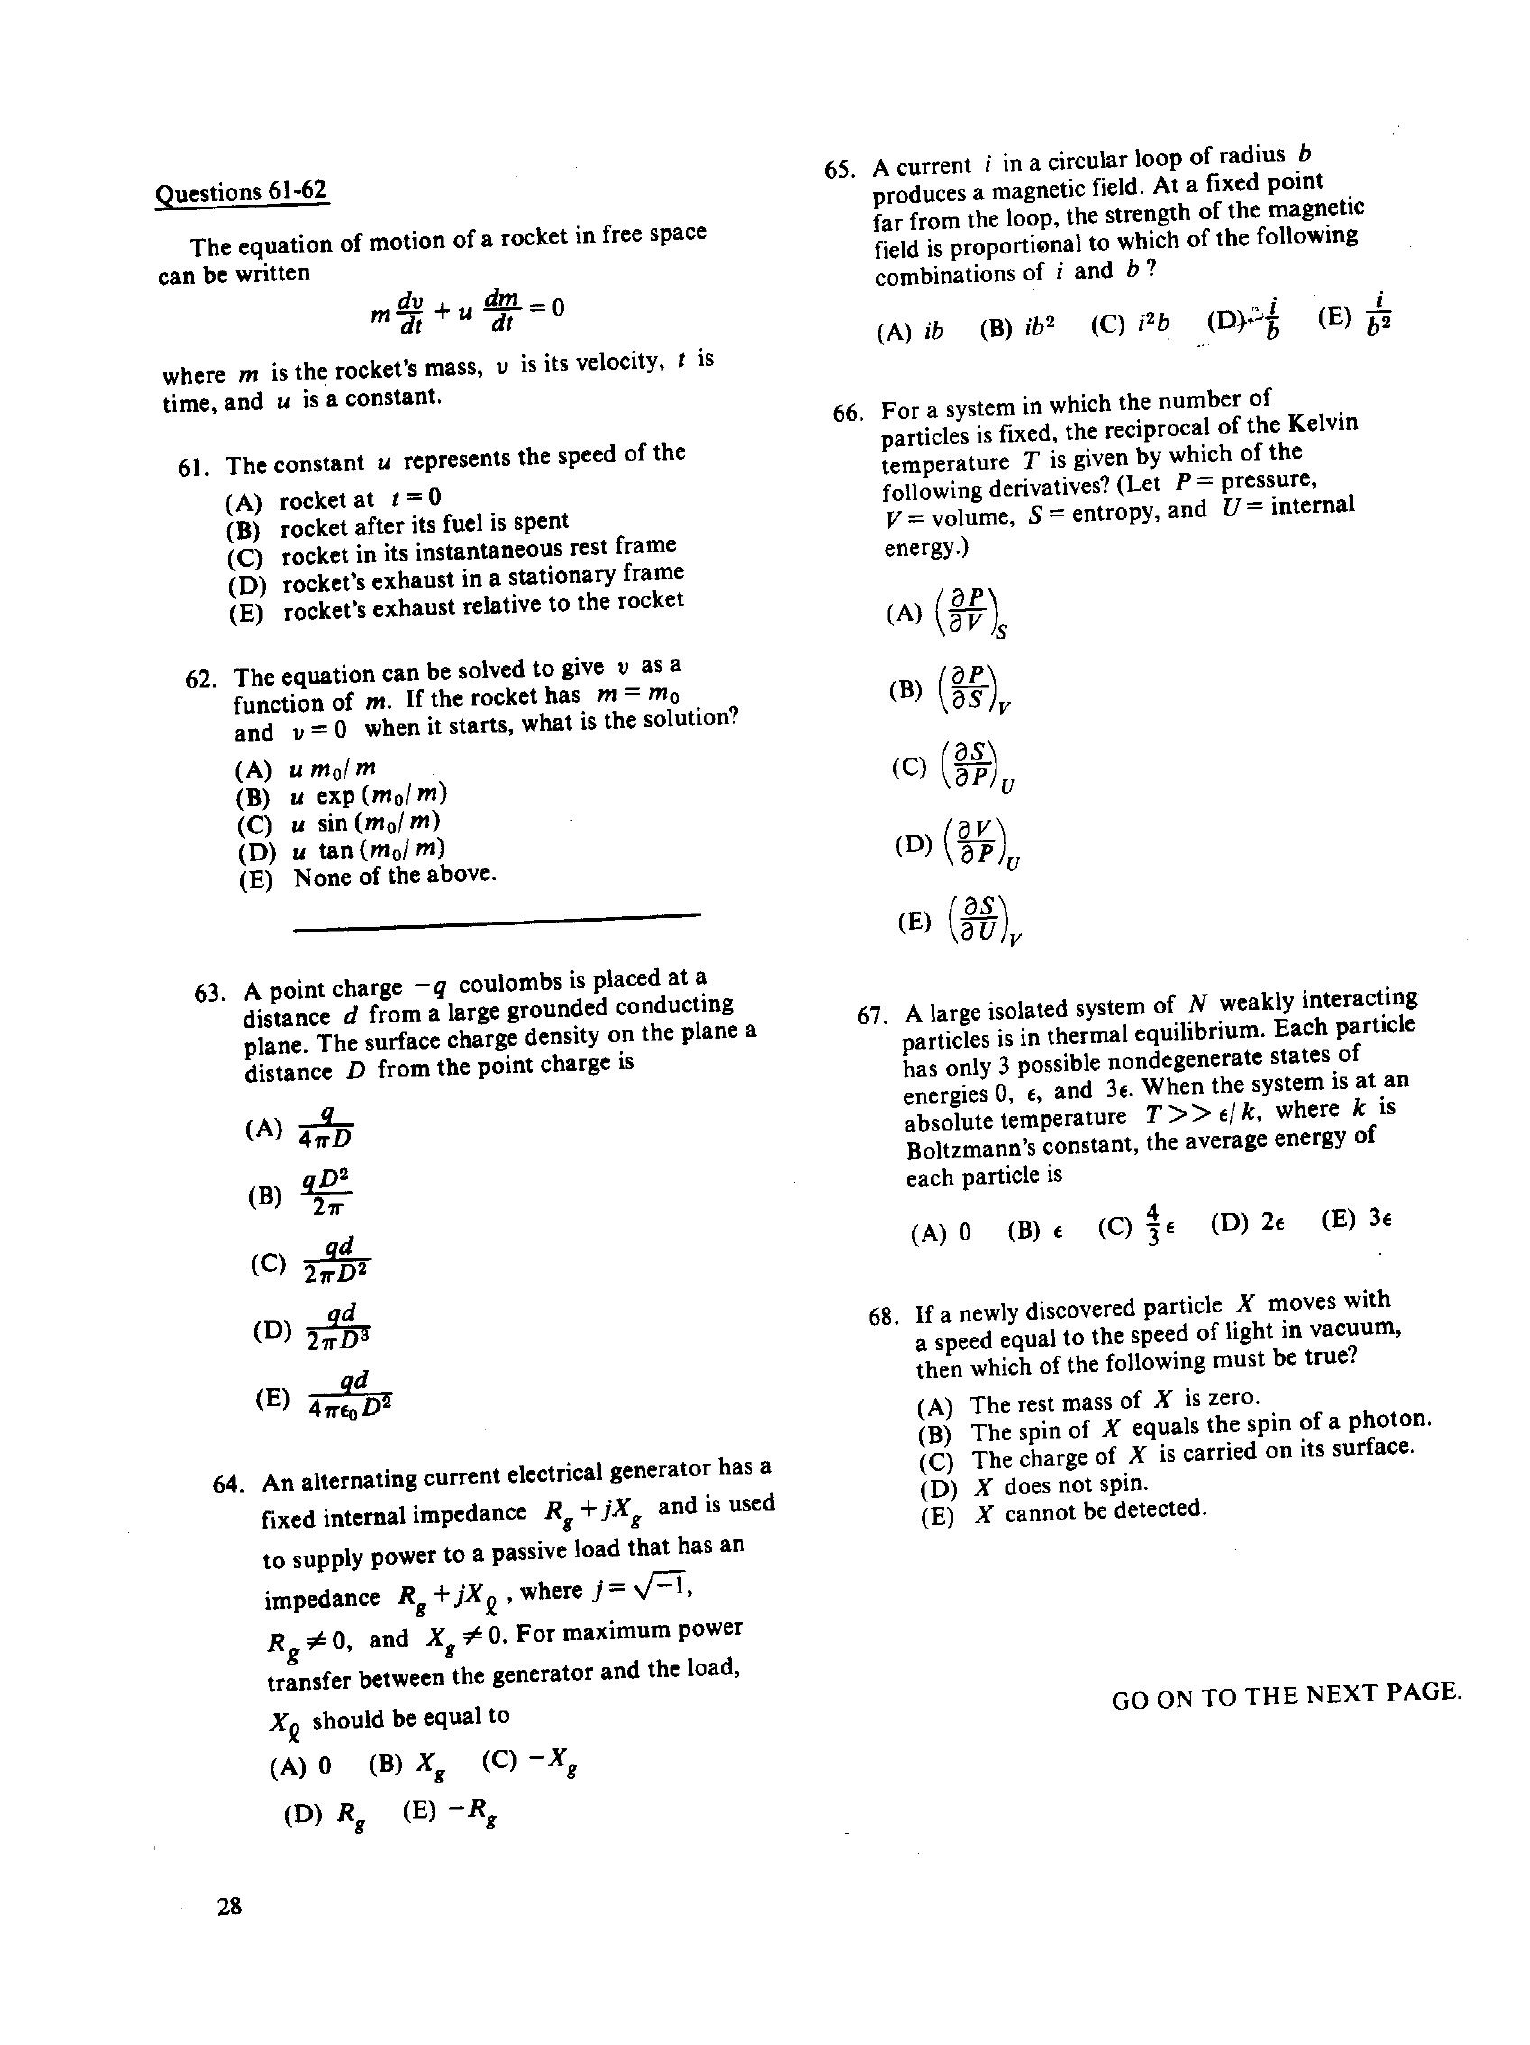 Questions 61-62
The equation of motion of a rocket in free space
can be written
m dv/dt + u dm/dt = 0
where m is the rocket's mass, v is its velocity, t is
time, and u is a constant.
61. The constant u represents the speed of the
(A) rocket at t = 0
(B) rocket after its fuel is spent
(C) rocket in its instantaneous rest frame
(D) rocket's exhaust in a stationary frame
(E) rocket's exhaust relative to the rocket
62. The equation can be solved to give v as a
function of m. If the rocket has m = m₀
and v = 0 when it starts, what is the solution?
(A) u m₀/m
(B) u exp (m₀/m)
(C) u sin (m₀/m)
(D) u tan (m₀/m)
(E) None of the above.
63. A point charge −q coulombs is placed at a
distance d from a large grounded conducting
plane. The surface charge density on the plane a
distance D from the point charge is
(A) q/4πD
(B) qD²/2π
(C) qd/2πD²
(D) qd/2πD³
(E) qd/4πϵ₀D²
64. An alternating current electrical generator has a
fixed internal impedance R_g + jX_g and is used
to supply power to a passive load that has an
impedance R_g + jX_ℓ, where j = √−1,
R_g ≠ 0, and X_g ≠ 0. For maximum power
transfer between the generator and the load,
X_ℓ should be equal to
(A) 0 (B) X_g (C) −X_g
(D) R_g (E) −R_g
28
65. A current i in a circular loop of radius b
produces a magnetic field. At a fixed point
far from the loop, the strength of the magnetic
field is proportional to which of the following
combinations of i and b?
(A) ib (B) ib² (C) i²b (D) i/b (E) i/b²
66. For a system in which the number of
particles is fixed, the reciprocal of the Kelvin
temperature T is given by which of the
following derivatives? (Let P = pressure,
V = volume, S = entropy, and U = internal
energy.)
(A) (∂P/∂V)_S
(B) (∂P/∂S)_V
(C) (∂S/∂P)_U
(D) (∂V/∂P)_U
(E) (∂S/∂U)_V
67. A large isolated system of N weakly interacting
particles is in thermal equilibrium. Each particle
has only 3 possible nondegenerate states of
energies 0, ϵ, and 3ϵ. When the system is at an
absolute temperature T >> ϵ/k, where k is
Boltzmann's constant, the average energy of
each particle is
(A) 0 (B) ϵ (C) 4/3 ϵ (D) 2ϵ (E) 3ϵ
68. If a newly discovered particle X moves with
a speed equal to the speed of light in vacuum,
then which of the following must be true?
(A) The rest mass of X is zero.
(B) The spin of X equals the spin of a photon.
(C) The charge of X is carried on its surface.
(D) X does not spin.
(E) X cannot be detected.
GO ON TO THE NEXT PAGE.